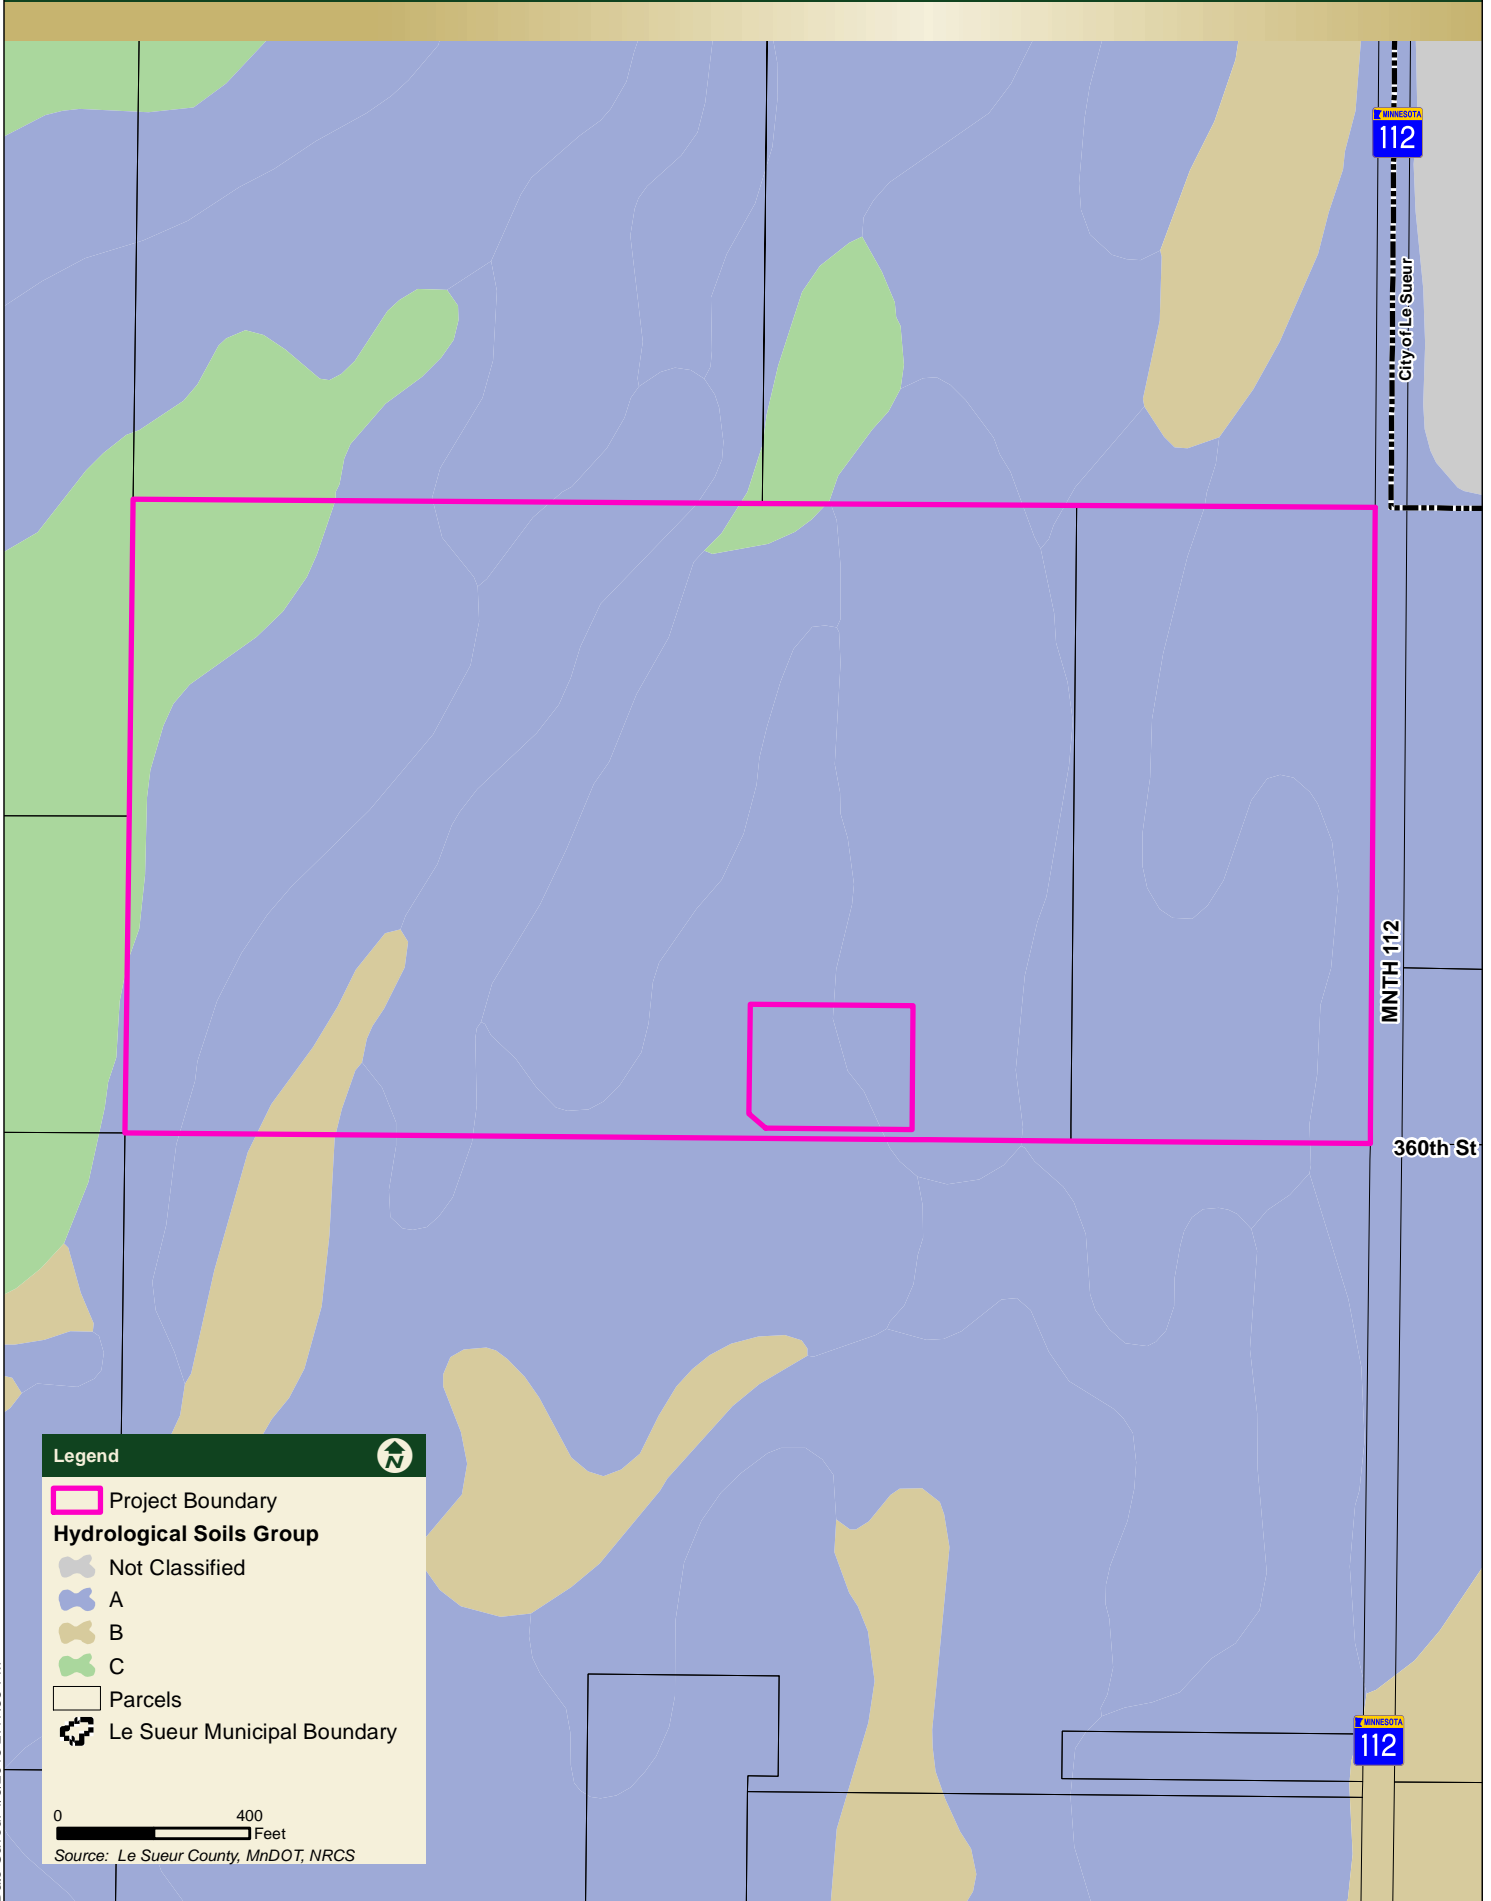 MINNESOTA
112
City of Le Sueur
MNTH 112
360th St
Legend
N
Project Boundary
Hydrological Soils Group
Not Classified
A
B
C
Parcels
Le Sueur Municipal Boundary
0 400
Feet
Source: Le Sueur County, MnDOT, NRCS
MINNESOTA
112